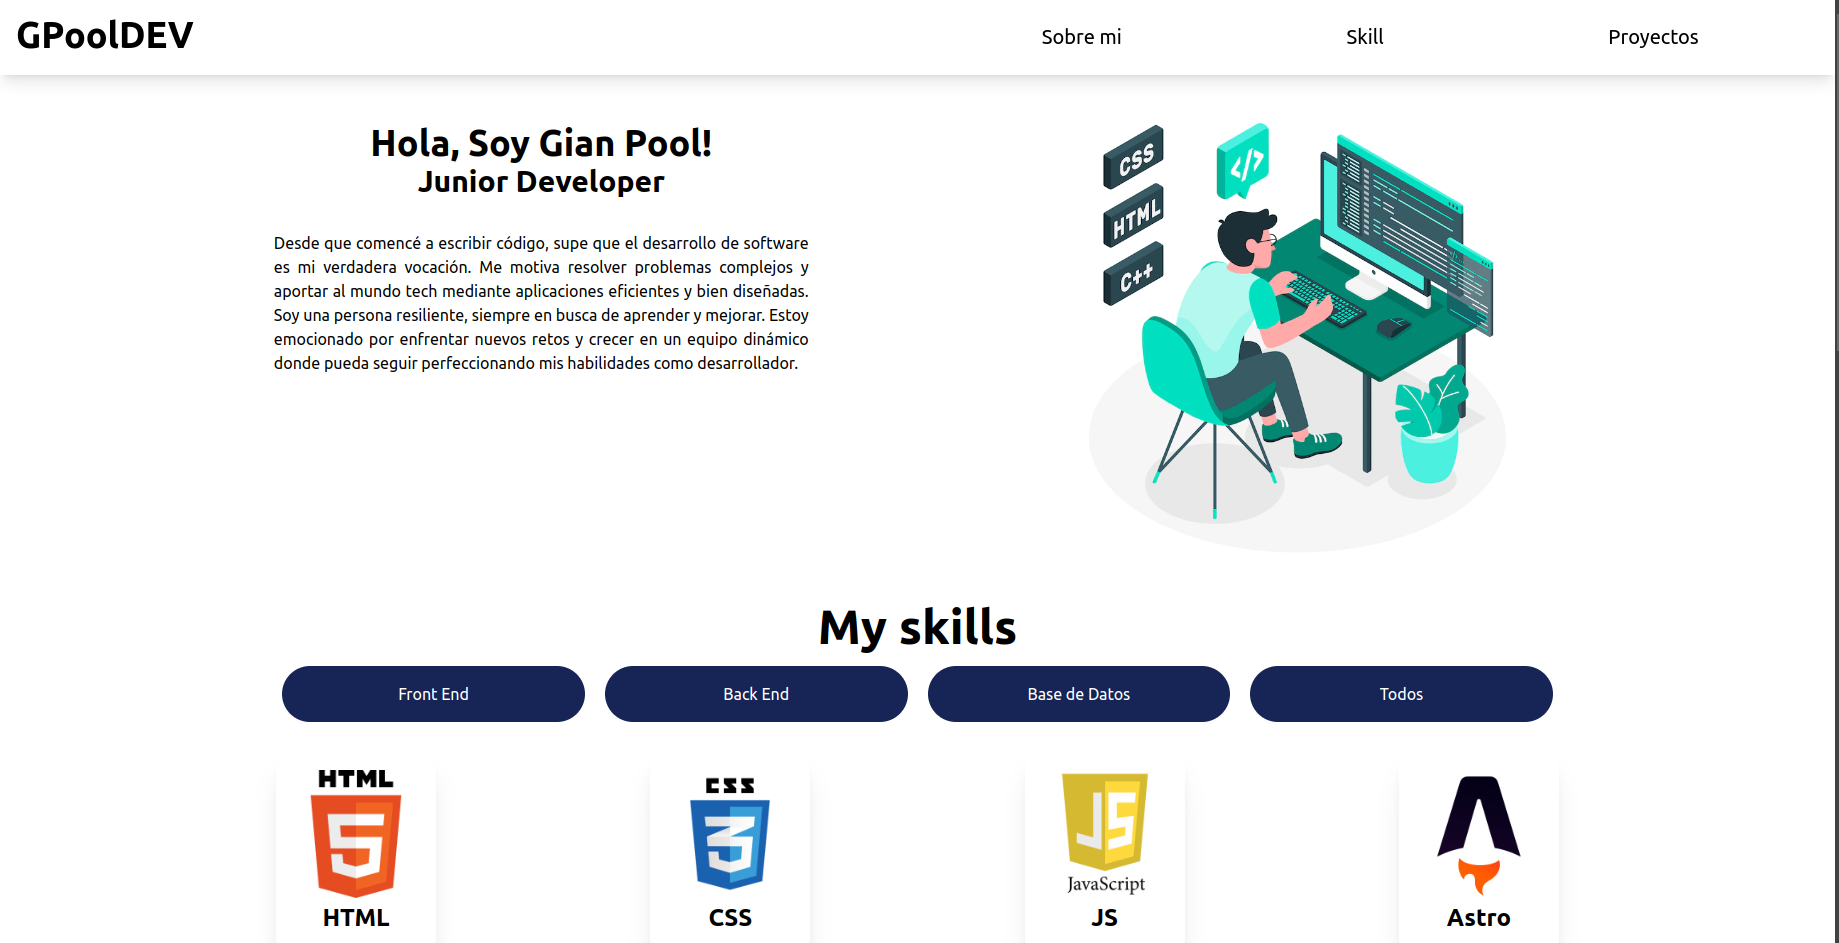 GPoolDEV
Sobre mi
Skill
Proyectos
Hola, Soy Gian Pool!
Junior Developer
Desde que comencé a escribir código, supe que el desarrollo de software
es mi verdadera vocación. Me motiva resolver problemas complejos y
aportar al mundo tech mediante aplicaciones eficientes y bien diseñadas.
Soy una persona resiliente, siempre en busca de aprender y mejorar. Estoy
emocionado por enfrentar nuevos retos y crecer en un equipo dinámico
donde pueda seguir perfeccionando mis habilidades como desarrollador.
CSS
</>
HTML
C++
My skills
Front End
Back End
Base de Datos
Todos
HTML
5
HTML
CSS
3
CSS
JS
JavaScript
JS
Astro